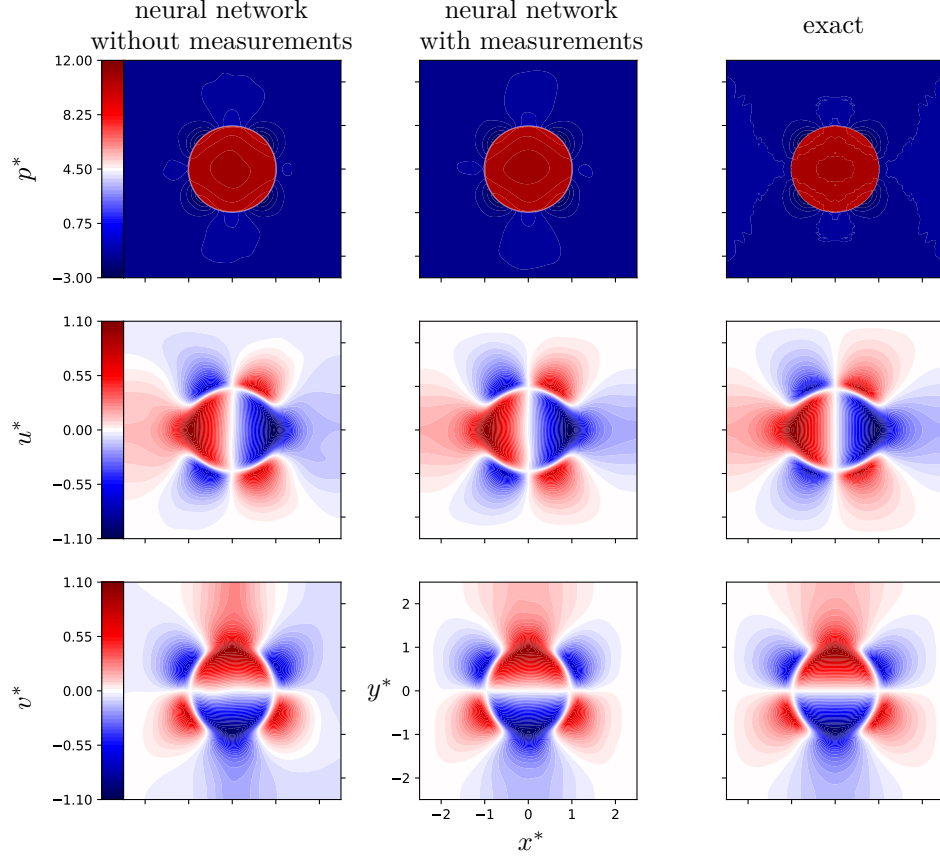 neural network
without measurements
neural network
with measurements
exact
12.00
8.25
4.50
0.75
−3.00
p*
1.10
0.55
0.00
−0.55
−1.10
u*
1.10
0.55
0.00
−0.55
−1.10
v*
2
1
0
−1
−2
y*
−2
−1
0
1
2
x*